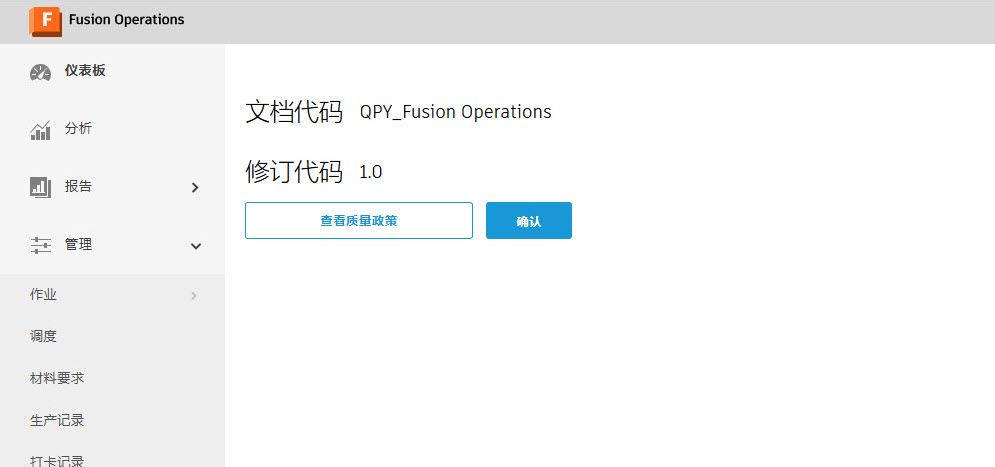 F Fusion Operations
仪表板
分析
报告
管理
作业
调度
材料要求
生产记录
打卡记录
文档代码 QPY_Fusion Operations
修订代码 1.0
查看质量政策 确认